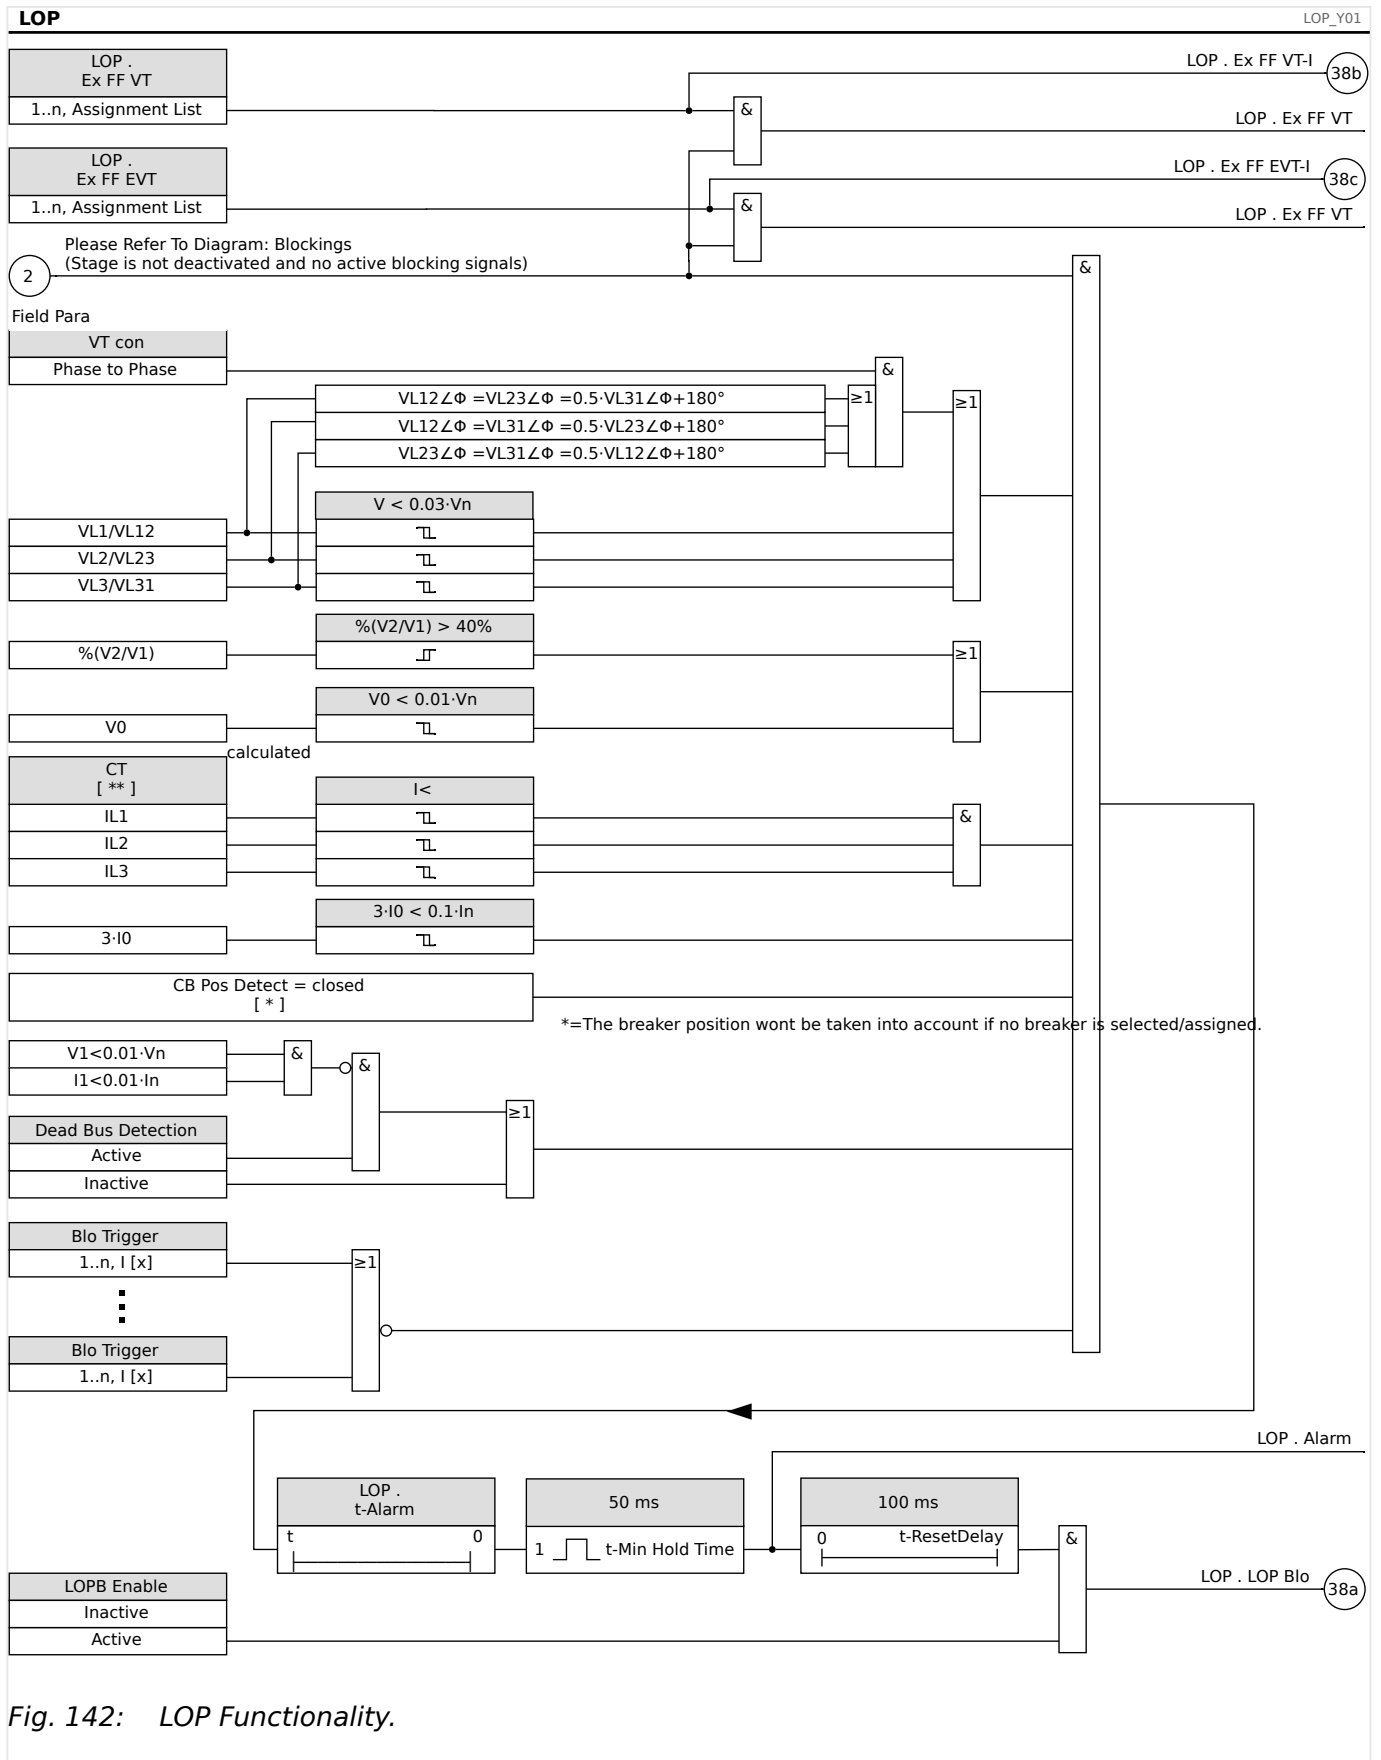 LOP
LOP_Y01
LOP .
Ex FF VT
1..n, Assignment List
LOP . Ex FF VT-I
38b
&
LOP . Ex FF VT
LOP .
Ex FF EVT
1..n, Assignment List
LOP . Ex FF EVT-I
38c
&
LOP . Ex FF VT
Please Refer To Diagram: Blockings
(Stage is not deactivated and no active blocking signals)
2
&
Field Para
VT con
Phase to Phase
&
VL12∠Φ =VL23∠Φ =0.5·VL31∠Φ+180°
≥1
≥1
VL12∠Φ =VL31∠Φ =0.5·VL23∠Φ+180°
VL23∠Φ =VL31∠Φ =0.5·VL12∠Φ+180°
V < 0.03·Vn
VL1/VL12
VL2/VL23
VL3/VL31
%(V2/V1) > 40%
%(V2/V1)
≥1
V0 < 0.01·Vn
V0
calculated
CT
[ ** ]
I<
IL1
&
IL2
IL3
3·I0 < 0.1·In
3·I0
CB Pos Detect = closed
[ * ]
*=The breaker position wont be taken into account if no breaker is selected/assigned.
V1<0.01·Vn
&
&
I1<0.01·In
≥1
Dead Bus Detection
Active
Inactive
Blo Trigger
1..n, I [x]
≥1
Blo Trigger
1..n, I [x]
LOP . Alarm
LOP .
t-Alarm
50 ms
100 ms
t
0
1
t-Min Hold Time
0
t-ResetDelay
&
LOPB Enable
LOP . LOP Blo
38a
Inactive
Active
Fig. 142: LOP Functionality.